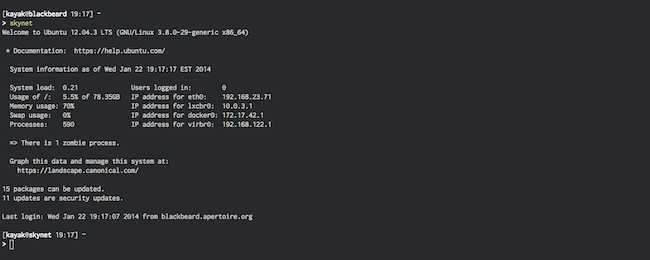 [kayak@blackbeard 19:17] ~
> skynet
Welcome to Ubuntu 12.04.3 LTS (GNU/Linux 3.8.0-29-generic x86_64)
* Documentation: https://help.ubuntu.com/
System information as of Wed Jan 22 19:17:17 EST 2014
System load: 0.21 Users logged in: 0
Usage of /: 5.5% of 78.35GB IP address for eth0: 192.168.23.71
Memory usage: 70% IP address for lxcbr0: 10.0.3.1
Swap usage: 0% IP address for docker0: 172.17.42.1
Processes: 590 IP address for virbr0: 192.168.122.1
=> There is 1 zombie process.
Graph this data and manage this system at:
https://landscape.canonical.com/
15 packages can be updated.
11 updates are security updates.
Last login: Wed Jan 22 19:17:07 2014 from blackbeard.apertoire.org
[kayak@skynet 19:17] ~
>